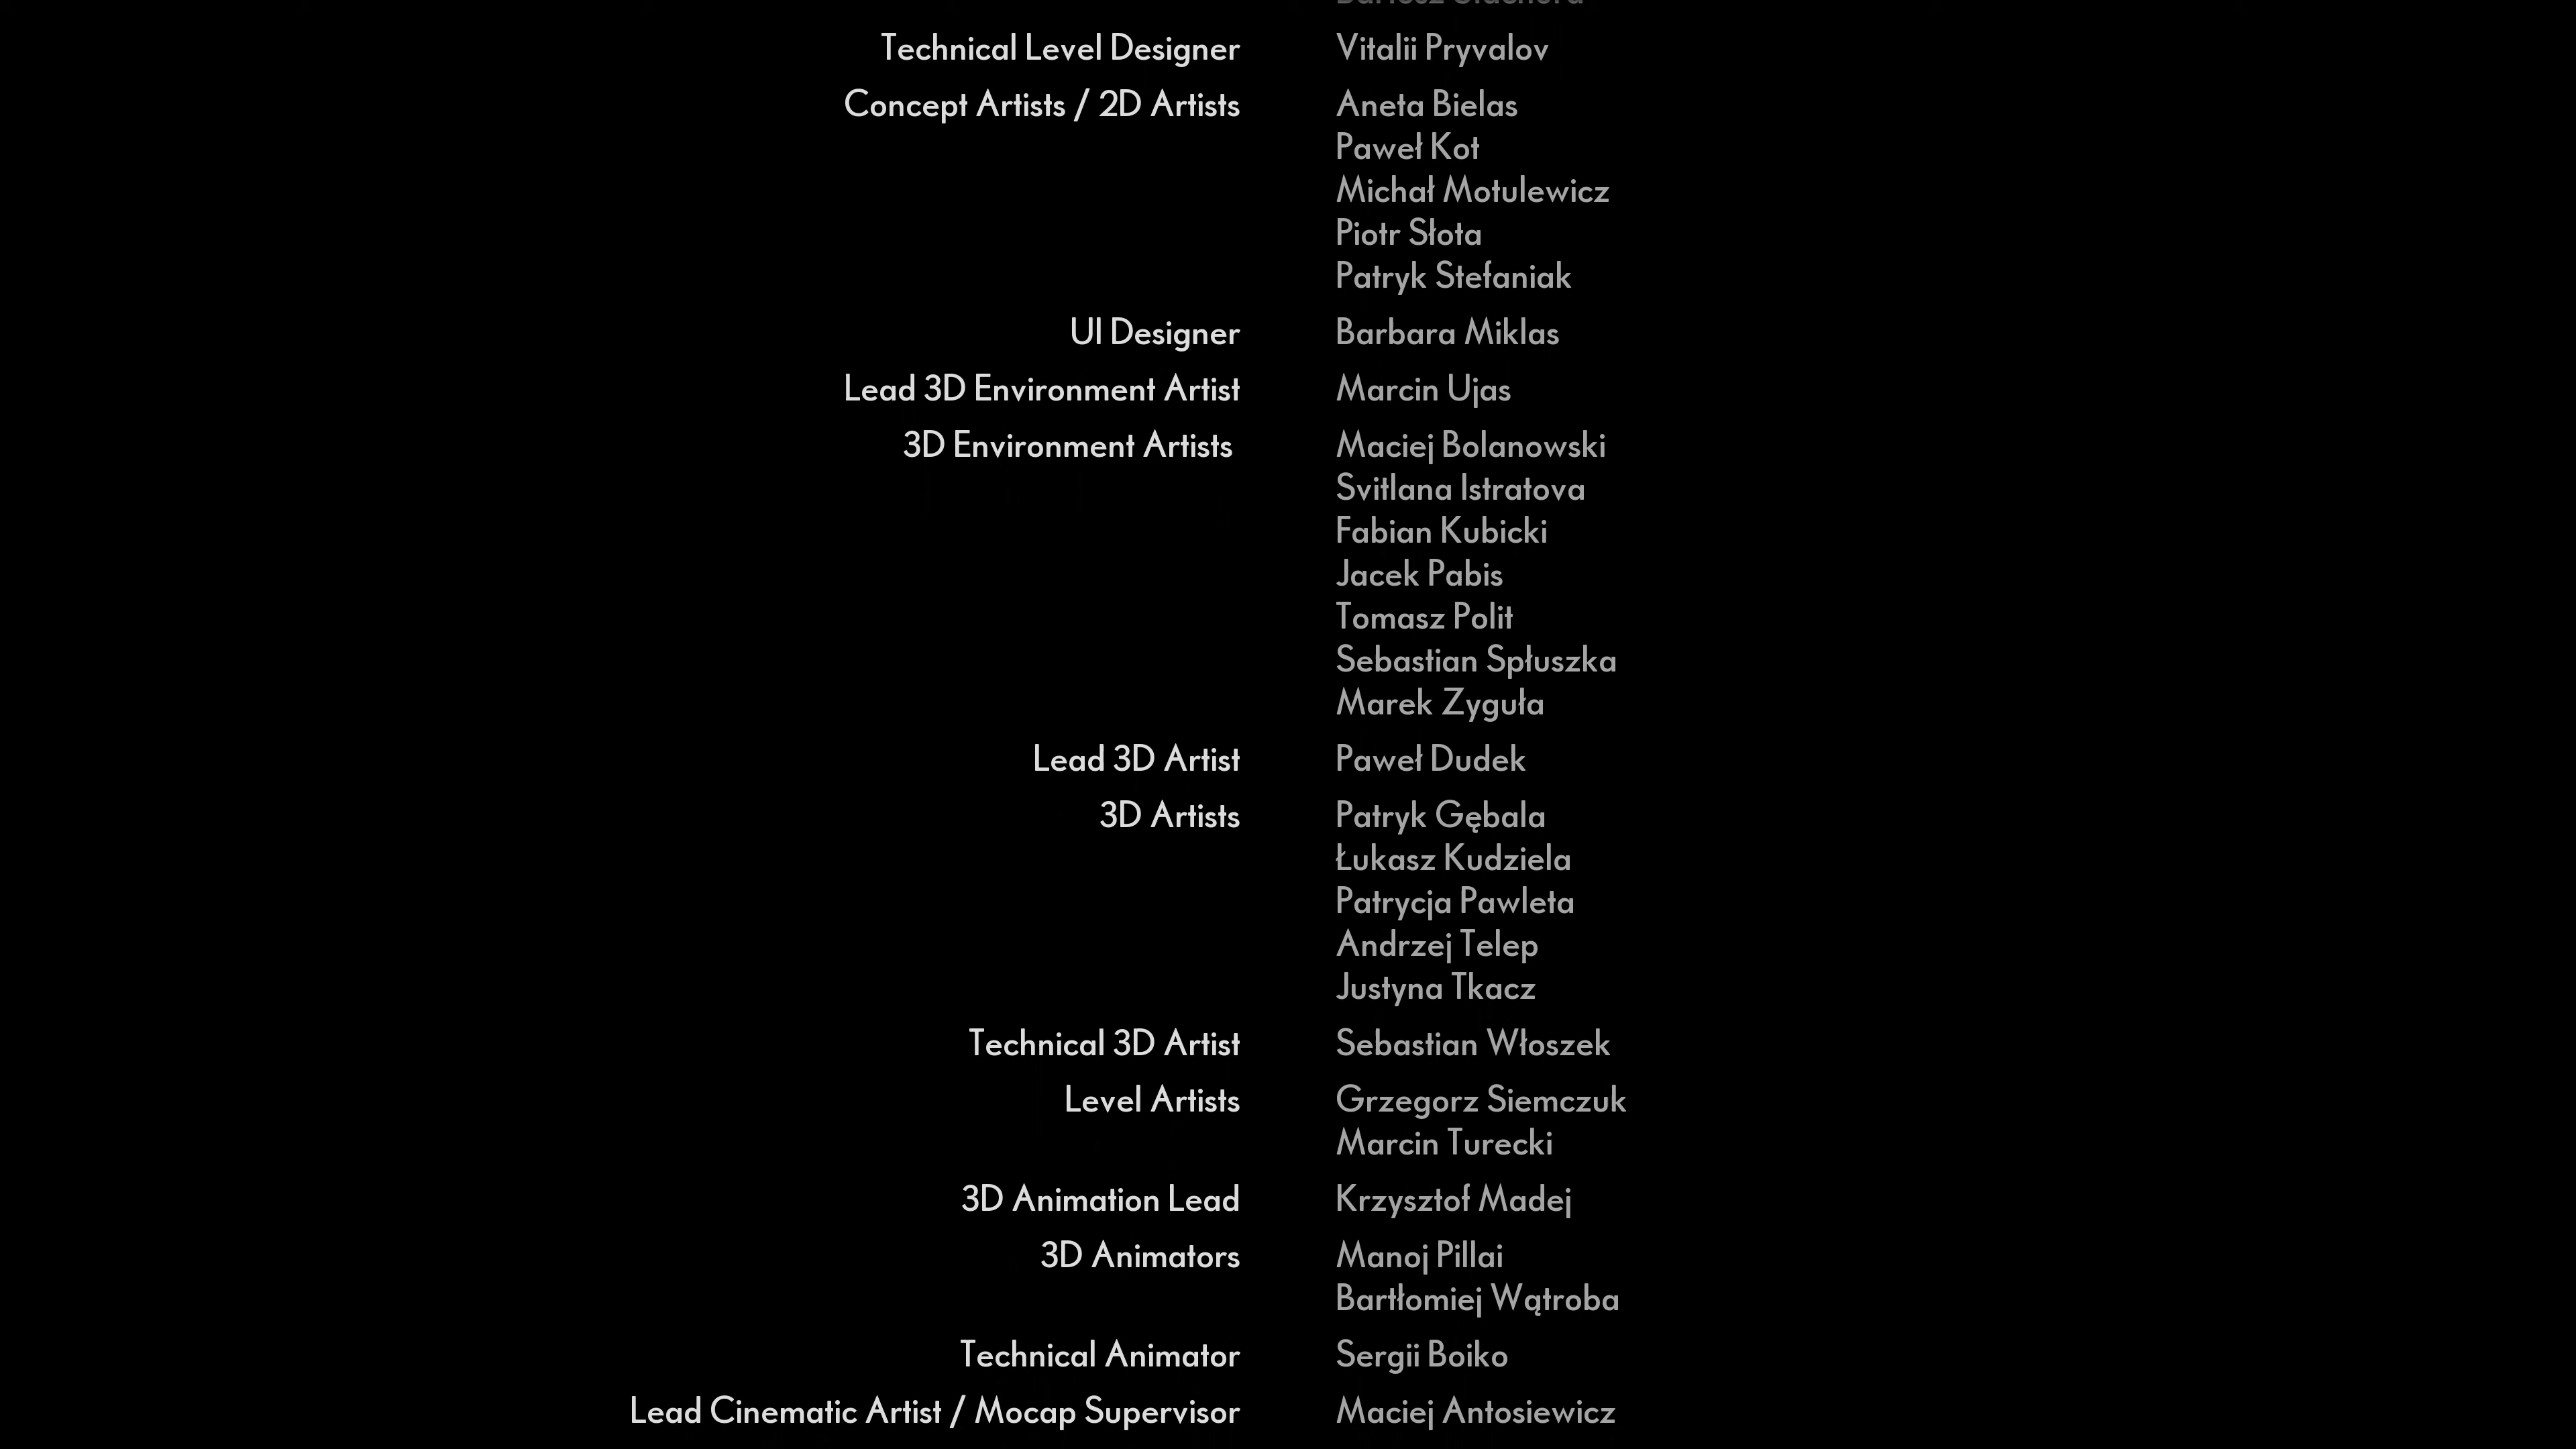 Technical Level Designer Vitalii Pryvalov
Concept Artists / 2D Artists Aneta Bielas
Paweł Kot
Michał Motulewicz
Piotr Słota
Patryk Stefaniak
UI Designer Barbara Miklas
Lead 3D Environment Artist Marcin Ujas
3D Environment Artists Maciej Bolanowski
Svitlana Istratova
Fabian Kubicki
Jacek Pabis
Tomasz Polit
Sebastian Spłuszka
Marek Zyguła
Lead 3D Artist Paweł Dudek
3D Artists Patryk Gębala
Łukasz Kudziela
Patrycja Pawleta
Andrzej Telep
Justyna Tkacz
Technical 3D Artist Sebastian Włoszek
Level Artists Grzegorz Siemczuk
Marcin Turecki
3D Animation Lead Krzysztof Madej
3D Animators Manoj Pillai
Bartłomiej Wątroba
Technical Animator Sergii Boiko
Lead Cinematic Artist / Mocap Supervisor Maciej Antosiewicz